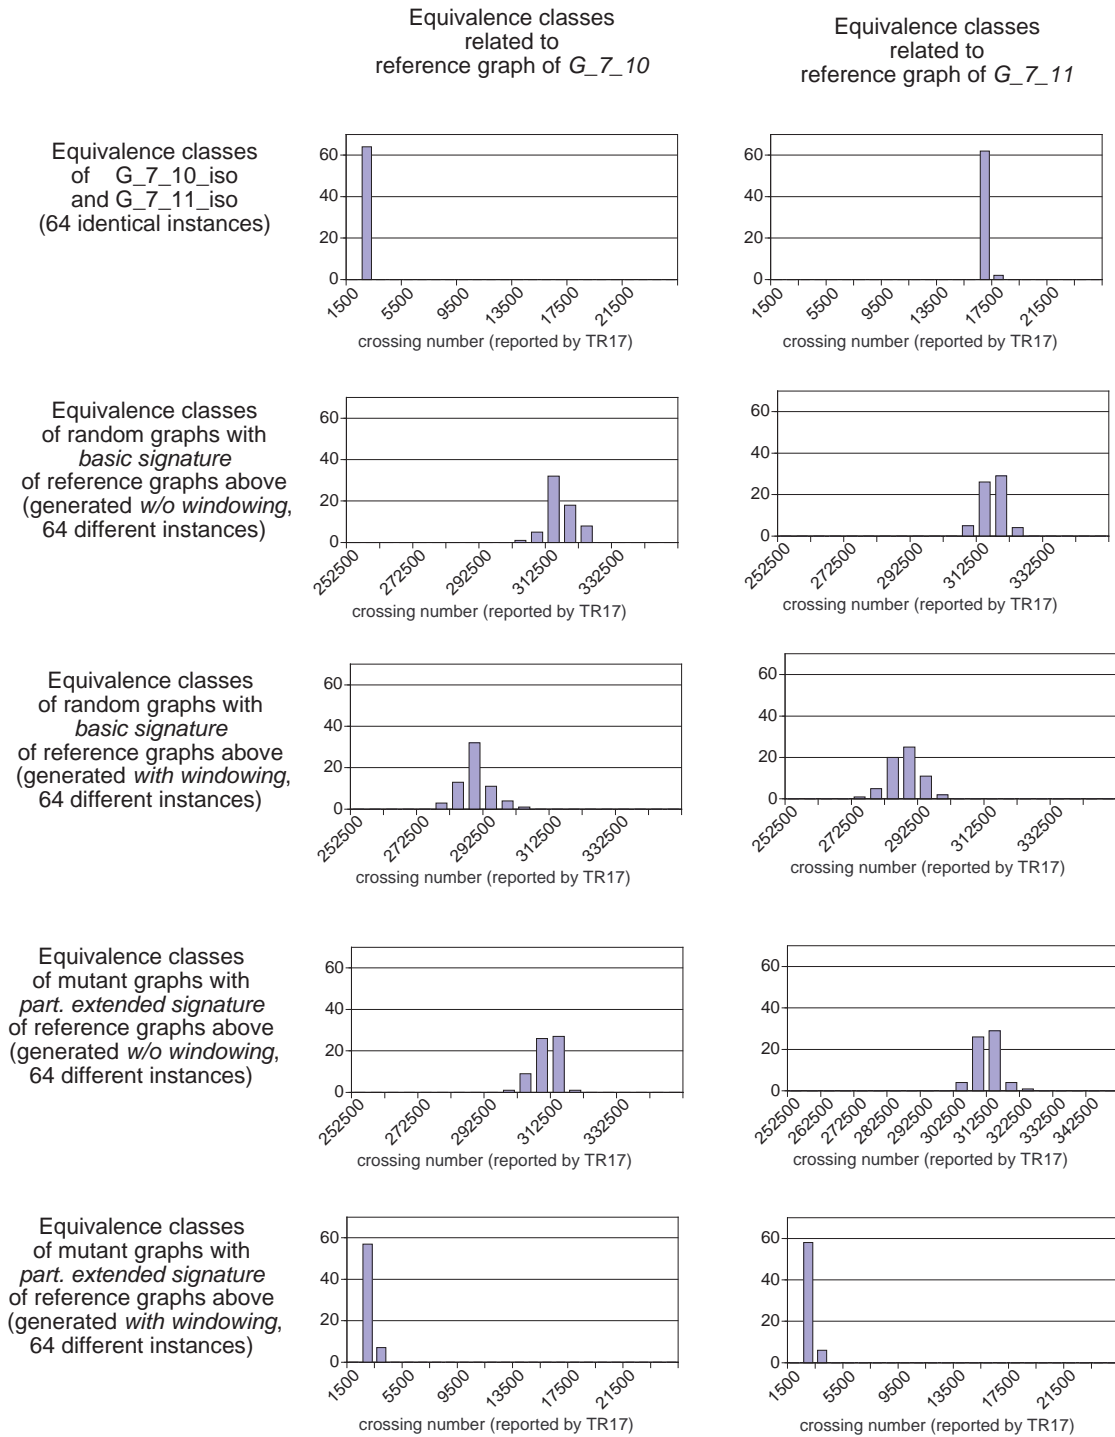 Equivalence classes
related to
reference graph of G_7_10
Equivalence classes
related to
reference graph of G_7_11
Equivalence classes
of G_7_10_iso
and G_7_11_iso
(64 identical instances)
60
40
20
0
1500
5500
9500
13500
17500
21500
crossing number (reported by TR17)
60
40
20
0
1500
5500
9500
13500
17500
21500
crossing number (reported by TR17)
Equivalence classes
of random graphs with
basic signature
of reference graphs above
(generated w/o windowing,
64 different instances)
60
40
20
0
252500
272500
292500
312500
332500
crossing number (reported by TR17)
60
40
20
0
252500
272500
292500
312500
332500
crossing number (reported by TR17)
Equivalence classes
of random graphs with
basic signature
of reference graphs above
(generated with windowing,
64 different instances)
60
40
20
0
252500
272500
292500
312500
332500
crossing number (reported by TR17)
60
40
20
0
252500
272500
292500
312500
332500
crossing number (reported by TR17)
Equivalence classes
of mutant graphs with
part. extended signature
of reference graphs above
(generated w/o windowing,
64 different instances)
60
40
20
0
252500
272500
292500
312500
332500
crossing number (reported by TR17)
60
40
20
0
252500
262500
272500
282500
292500
302500
312500
322500
332500
342500
crossing number (reported by TR17)
Equivalence classes
of mutant graphs with
part. extended signature
of reference graphs above
(generated with windowing,
64 different instances)
60
40
20
0
1500
5500
9500
13500
17500
21500
crossing number (reported by TR17)
60
40
20
0
1500
5500
9500
13500
17500
21500
crossing number (reported by TR17)